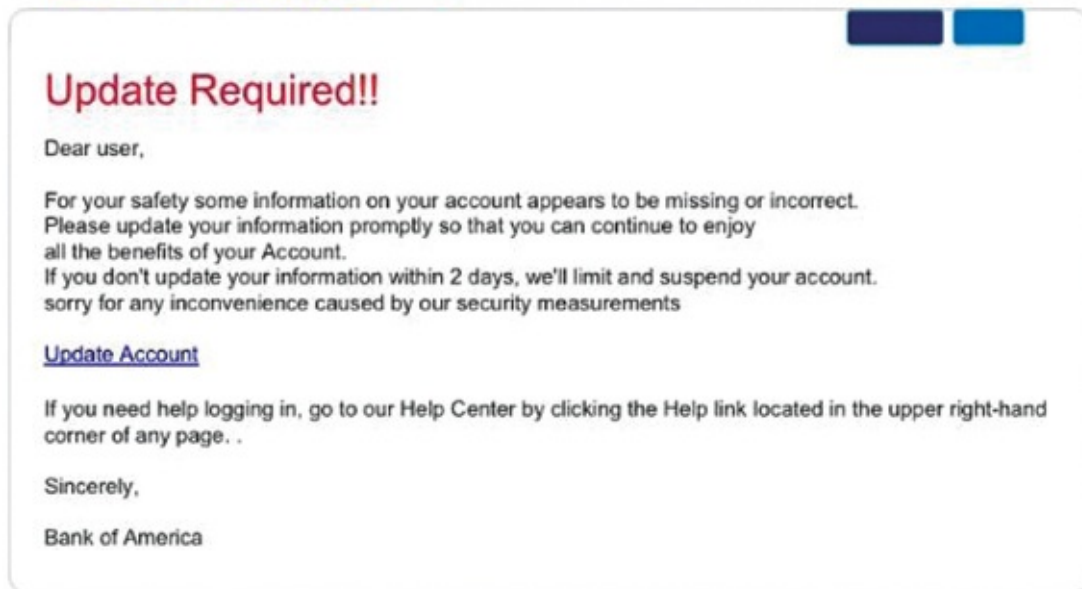 Update Required!!
Dear user,
For your safety some information on your account appears to be missing or incorrect.
Please update your information promptly so that you can continue to enjoy
all the benefits of your Account.
If you don't update your information within 2 days, we'll limit and suspend your account.
sorry for any inconvenience caused by our security measurements
Update Account
If you need help logging in, go to our Help Center by clicking the Help link located in the upper right-hand
corner of any page. .
Sincerely,
Bank of America